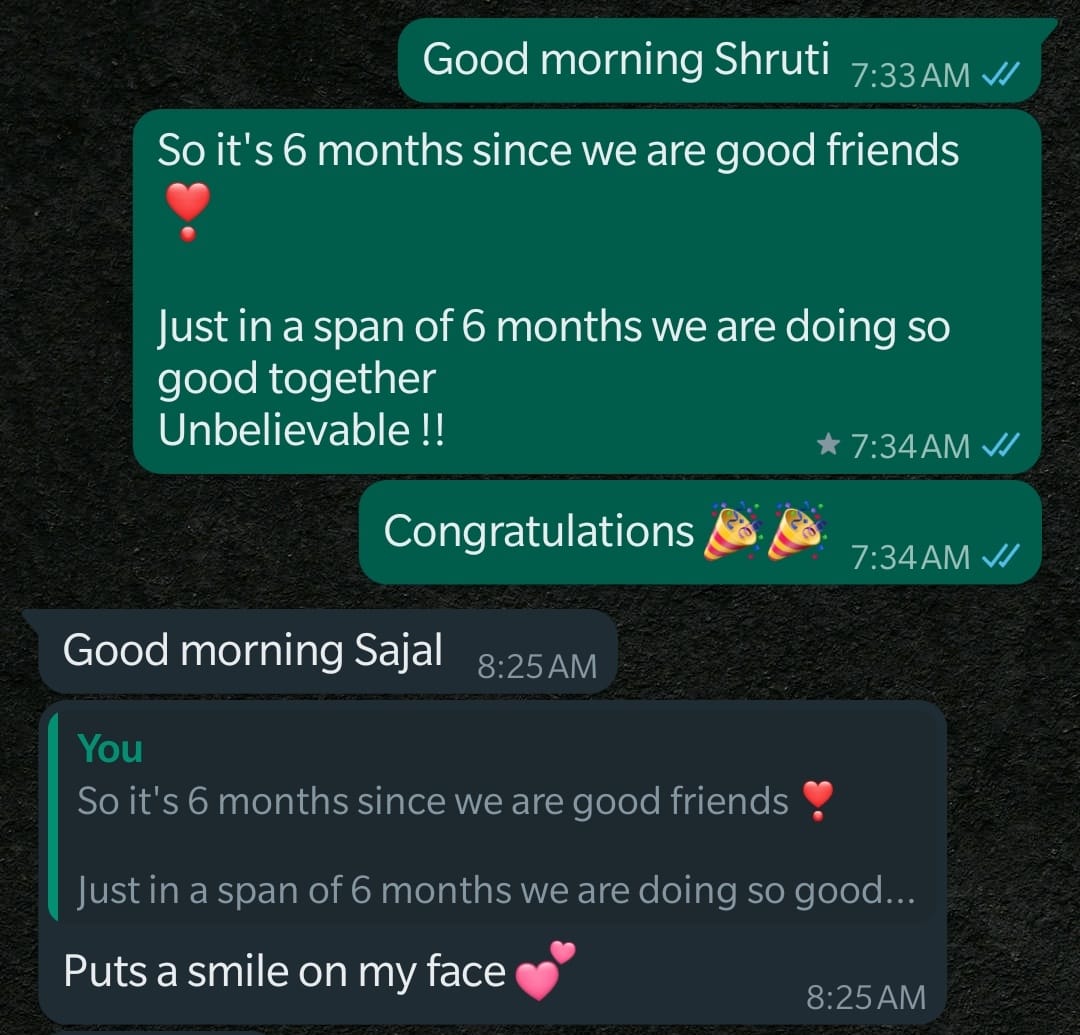 Good morning Shruti 7:33 AM
So it's 6 months since we are good friends
❣️
Just in a span of 6 months we are doing so
good together
Unbelievable !!
★ 7:34 AM
Congratulations 🎉🎉 7:34 AM
Good morning Sajal 8:25 AM
You
So it's 6 months since we are good friends ❣️
Just in a span of 6 months we are doing so good...
Puts a smile on my face 💕
8:25 AM